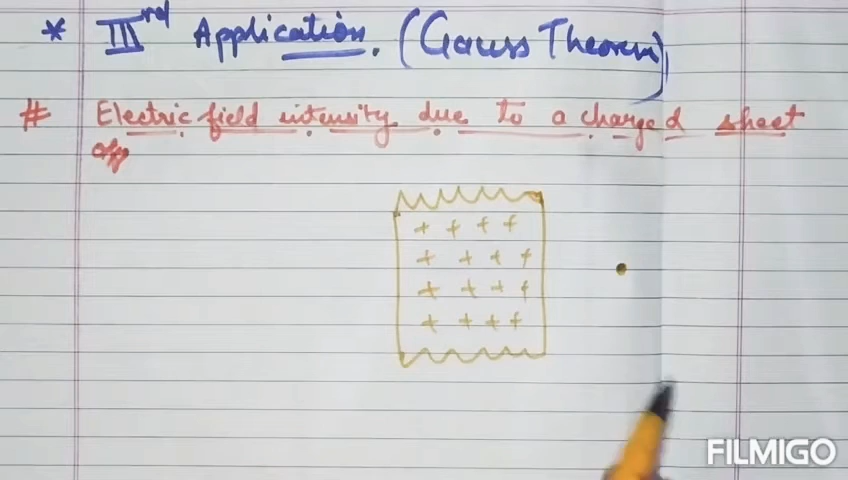 * IIIrd Application. (Gauss Theorem)
# Electric field intensity due to a charged sheet
+ + + +
+ + + +
+ + + +
+ + + +
FILMIGO